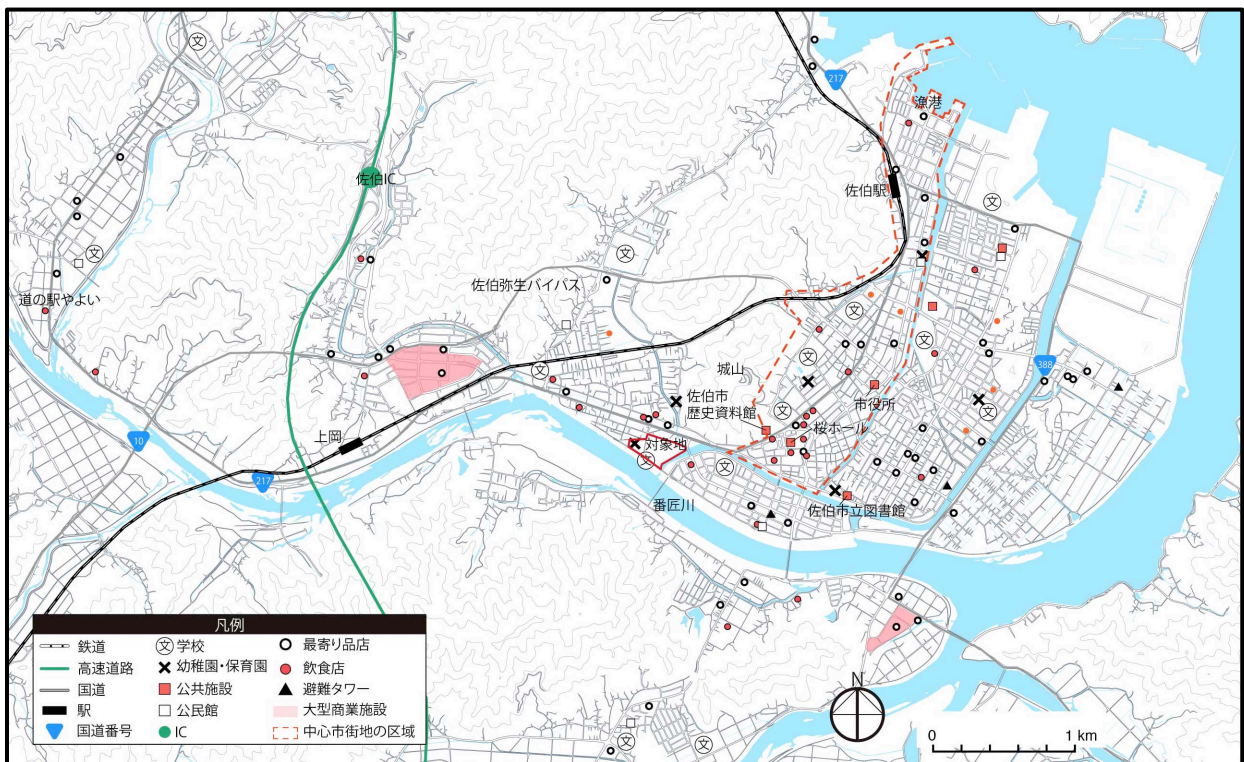 文
217
漁港
佐伯IC
佐伯駅
文
文
文
佐伯弥生バイパス
道の駅やよい
文
文
城山
文
388
文
佐伯市
歴史資料館
市役所
文
文
桜ホール
10
上岡
対象地
文
文
217
番匠川
佐伯市立図書館
凡例
鉄道
文 学校
最寄り品店
高速道路
幼稚園・保育園
飲食店
国道
公共施設
避難タワー
駅
公民館
大型商業施設
国道番号
IC
中心市街地の区域
N
0 1 km
文
文